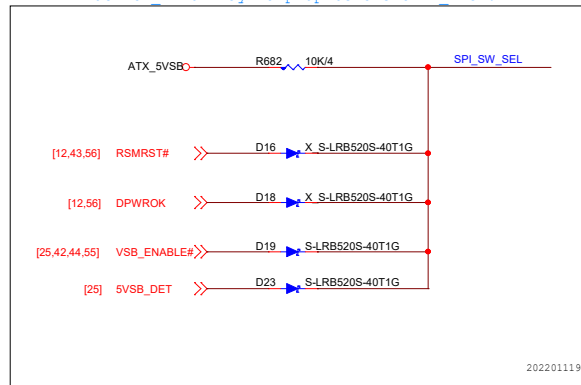 ATX_5VSB R682 10K/4 SPI_SW_SEL
[12,43,56] RSMRST# D16 X_S-LRB520S-40T1G
[12,56] DPWROK D18 X_S-LRB520S-40T1G
[25,42,44,55] VSB_ENABLE# D19 S-LRB520S-40T1G
[25] 5VSB_DET D23 S-LRB520S-40T1G
202201119